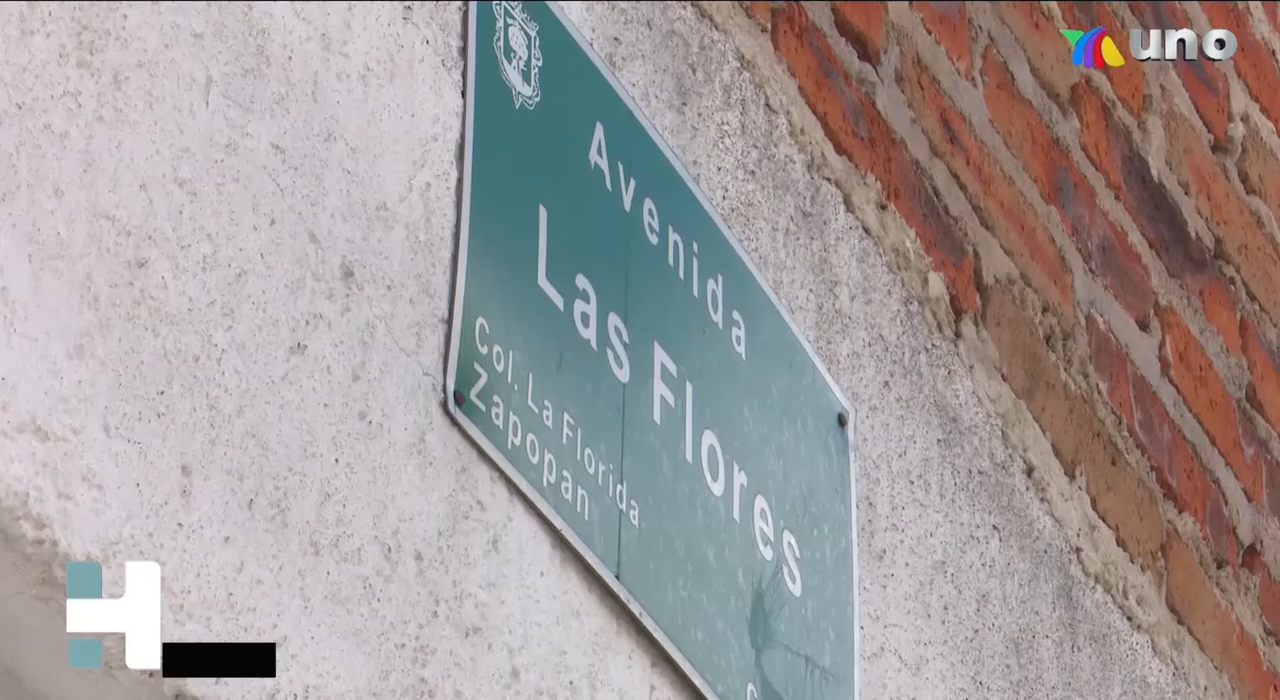 uno
Avenida
Las Flores
Col. La Florida
Zapopan
H